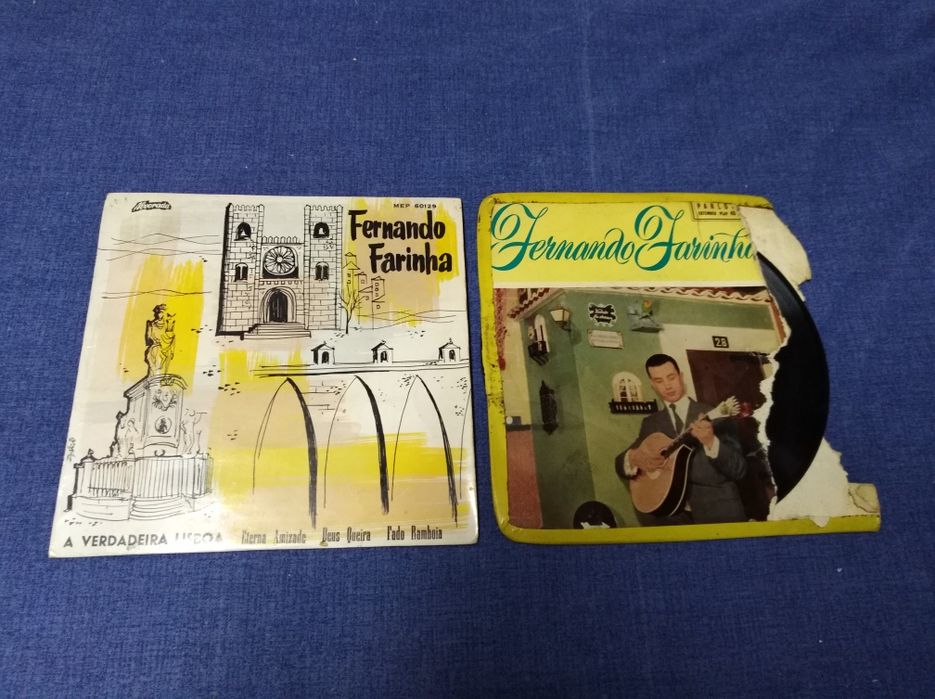 Alvorada
MEP 60129
Fernando
Farinha
A VERDADEIRA LISBOA Eterna Amizade Deus Queira Fado Ramboia
Fernando Farinha
28